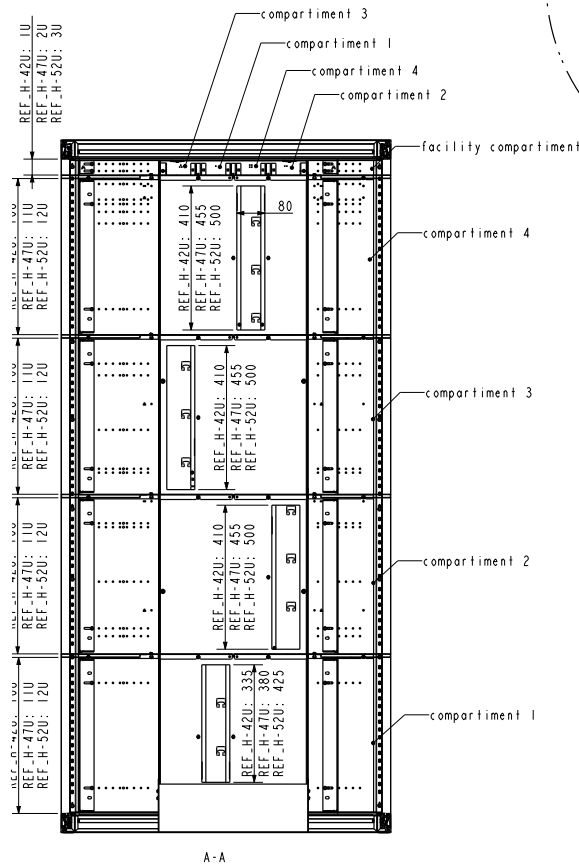 compartiment 3
compartiment 1
compartiment 4
compartiment 2
REF_H-42U: 1U
REF_H-47U: 2U
REF_H-52U: 3U
facility compartment
80
REF_H-42U: 410
REF_H-47U: 455
REF_H-52U: 500
REF_H-47U: 11U
REF_H-52U: 12U
compartiment 4
REF_H-42U: 410
REF_H-47U: 455
REF_H-52U: 500
REF_H-47U: 11U
REF_H-52U: 12U
compartiment 3
REF_H-42U: 410
REF_H-47U: 455
REF_H-52U: 500
REF_H-47U: 11U
REF_H-52U: 12U
compartiment 2
REF_H-42U: 335
REF_H-47U: 380
REF_H-52U: 425
REF_H-47U: 11U
REF_H-52U: 12U
compartiment 1
A-A